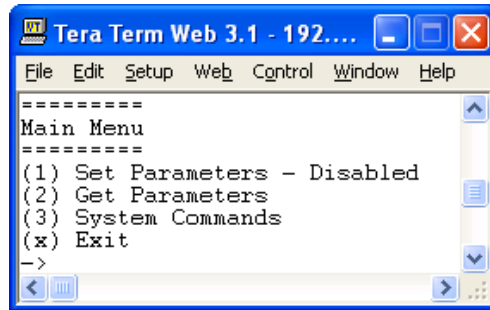 Tera Term Web 3.1 - 192....
File Edit Setup Web Control Window Help
=========
Main Menu
=========
(1) Set Parameters - Disabled
(2) Get Parameters
(3) System Commands
(x) Exit
->